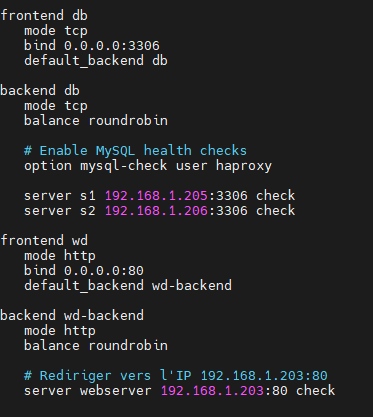 frontend db
mode tcp
bind 0.0.0.0:3306
default_backend db
backend db
mode tcp
balance roundrobin
# Enable MySQL health checks
option mysql-check user haproxy
server s1 192.168.1.205:3306 check
server s2 192.168.1.206:3306 check
frontend wd
mode http
bind 0.0.0.0:80
default_backend wd-backend
backend wd-backend
mode http
balance roundrobin
# Rediriger vers l'IP 192.168.1.203:80
server webserver 192.168.1.203:80 check